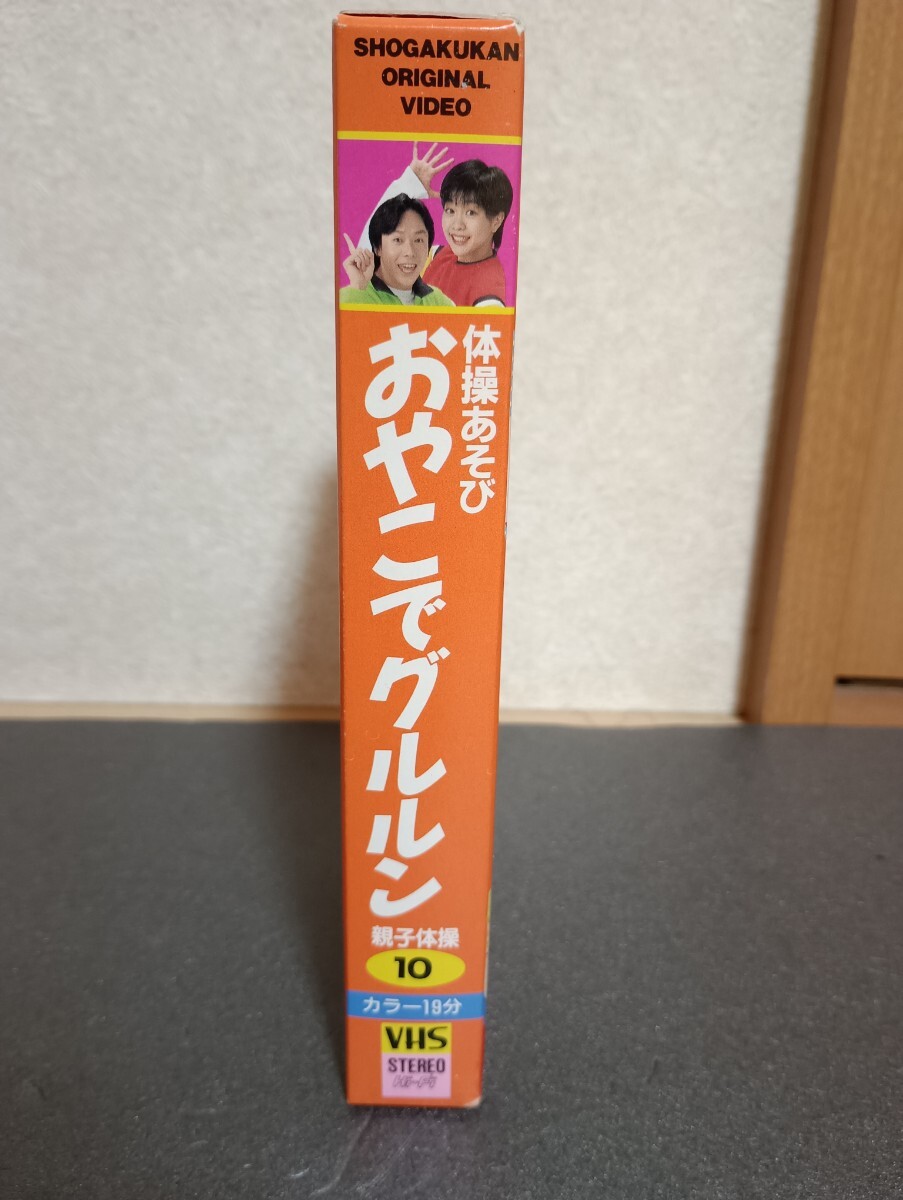 SHOGAKUKAN
ORIGINAL
VIDEO
体操あそび
おやこでグルルン
親子体操
10
カラー19分
VHS
STEREO